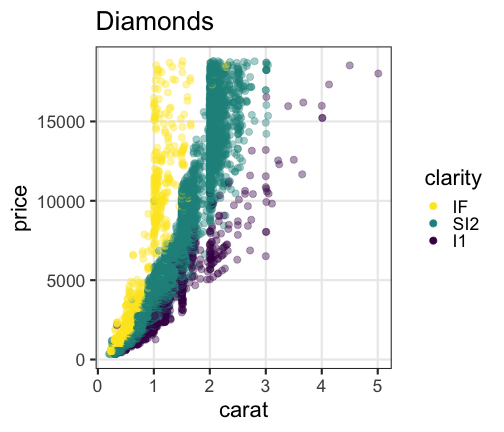 Diamonds
price
15000
10000
5000
0
0
1
2
3
4
5
carat
clarity
IF
SI2
I1